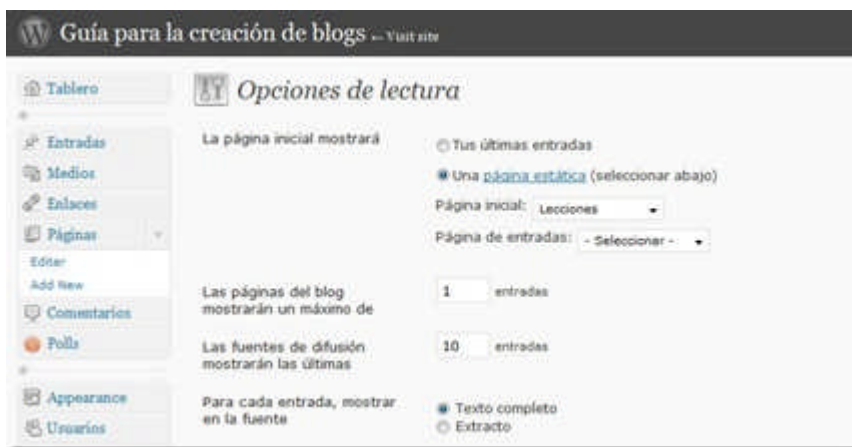 Guía para la creación de blogs ← Visit site
Tablero
Opciones de lectura
Entradas
Medios
Enlaces
Páginas
Editar
Add New
Comentarios
Polls
Appearance
Usuarios
La página inicial mostrará
Tus últimas entradas
Una página estática (seleccionar abajo)
Página inicial: Lecciones
Página de entradas: - Seleccionar -
Las páginas del blog
mostrarán un máximo de
1 entradas
Las fuentes de difusión
mostrarán las últimas
10 entradas
Para cada entrada, mostrar
en la fuente
Texto completo
Extracto